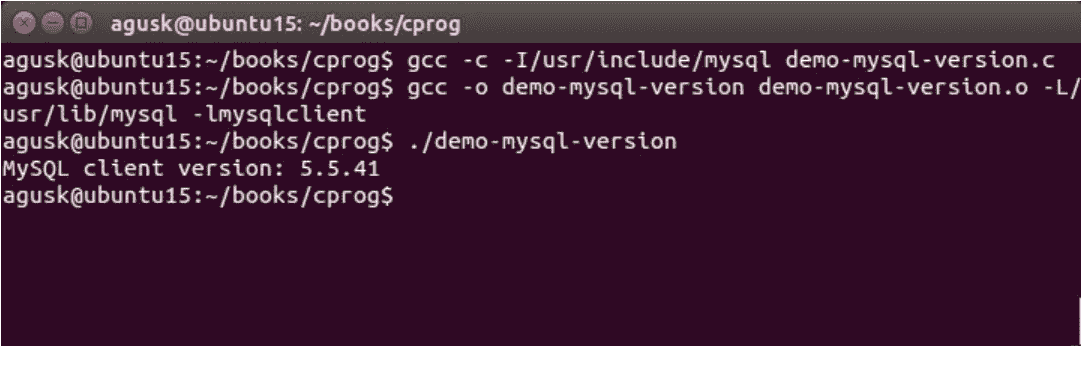 agusk@ubuntu15: ~/books/cprog
agusk@ubuntu15:~/books/cprog$ gcc -c -I/usr/include/mysql demo-mysql-version.c
agusk@ubuntu15:~/books/cprog$ gcc -o demo-mysql-version demo-mysql-version.o -L/
usr/lib/mysql -lmysqlclient
agusk@ubuntu15:~/books/cprog$ ./demo-mysql-version
MySQL client version: 5.5.41
agusk@ubuntu15:~/books/cprog$